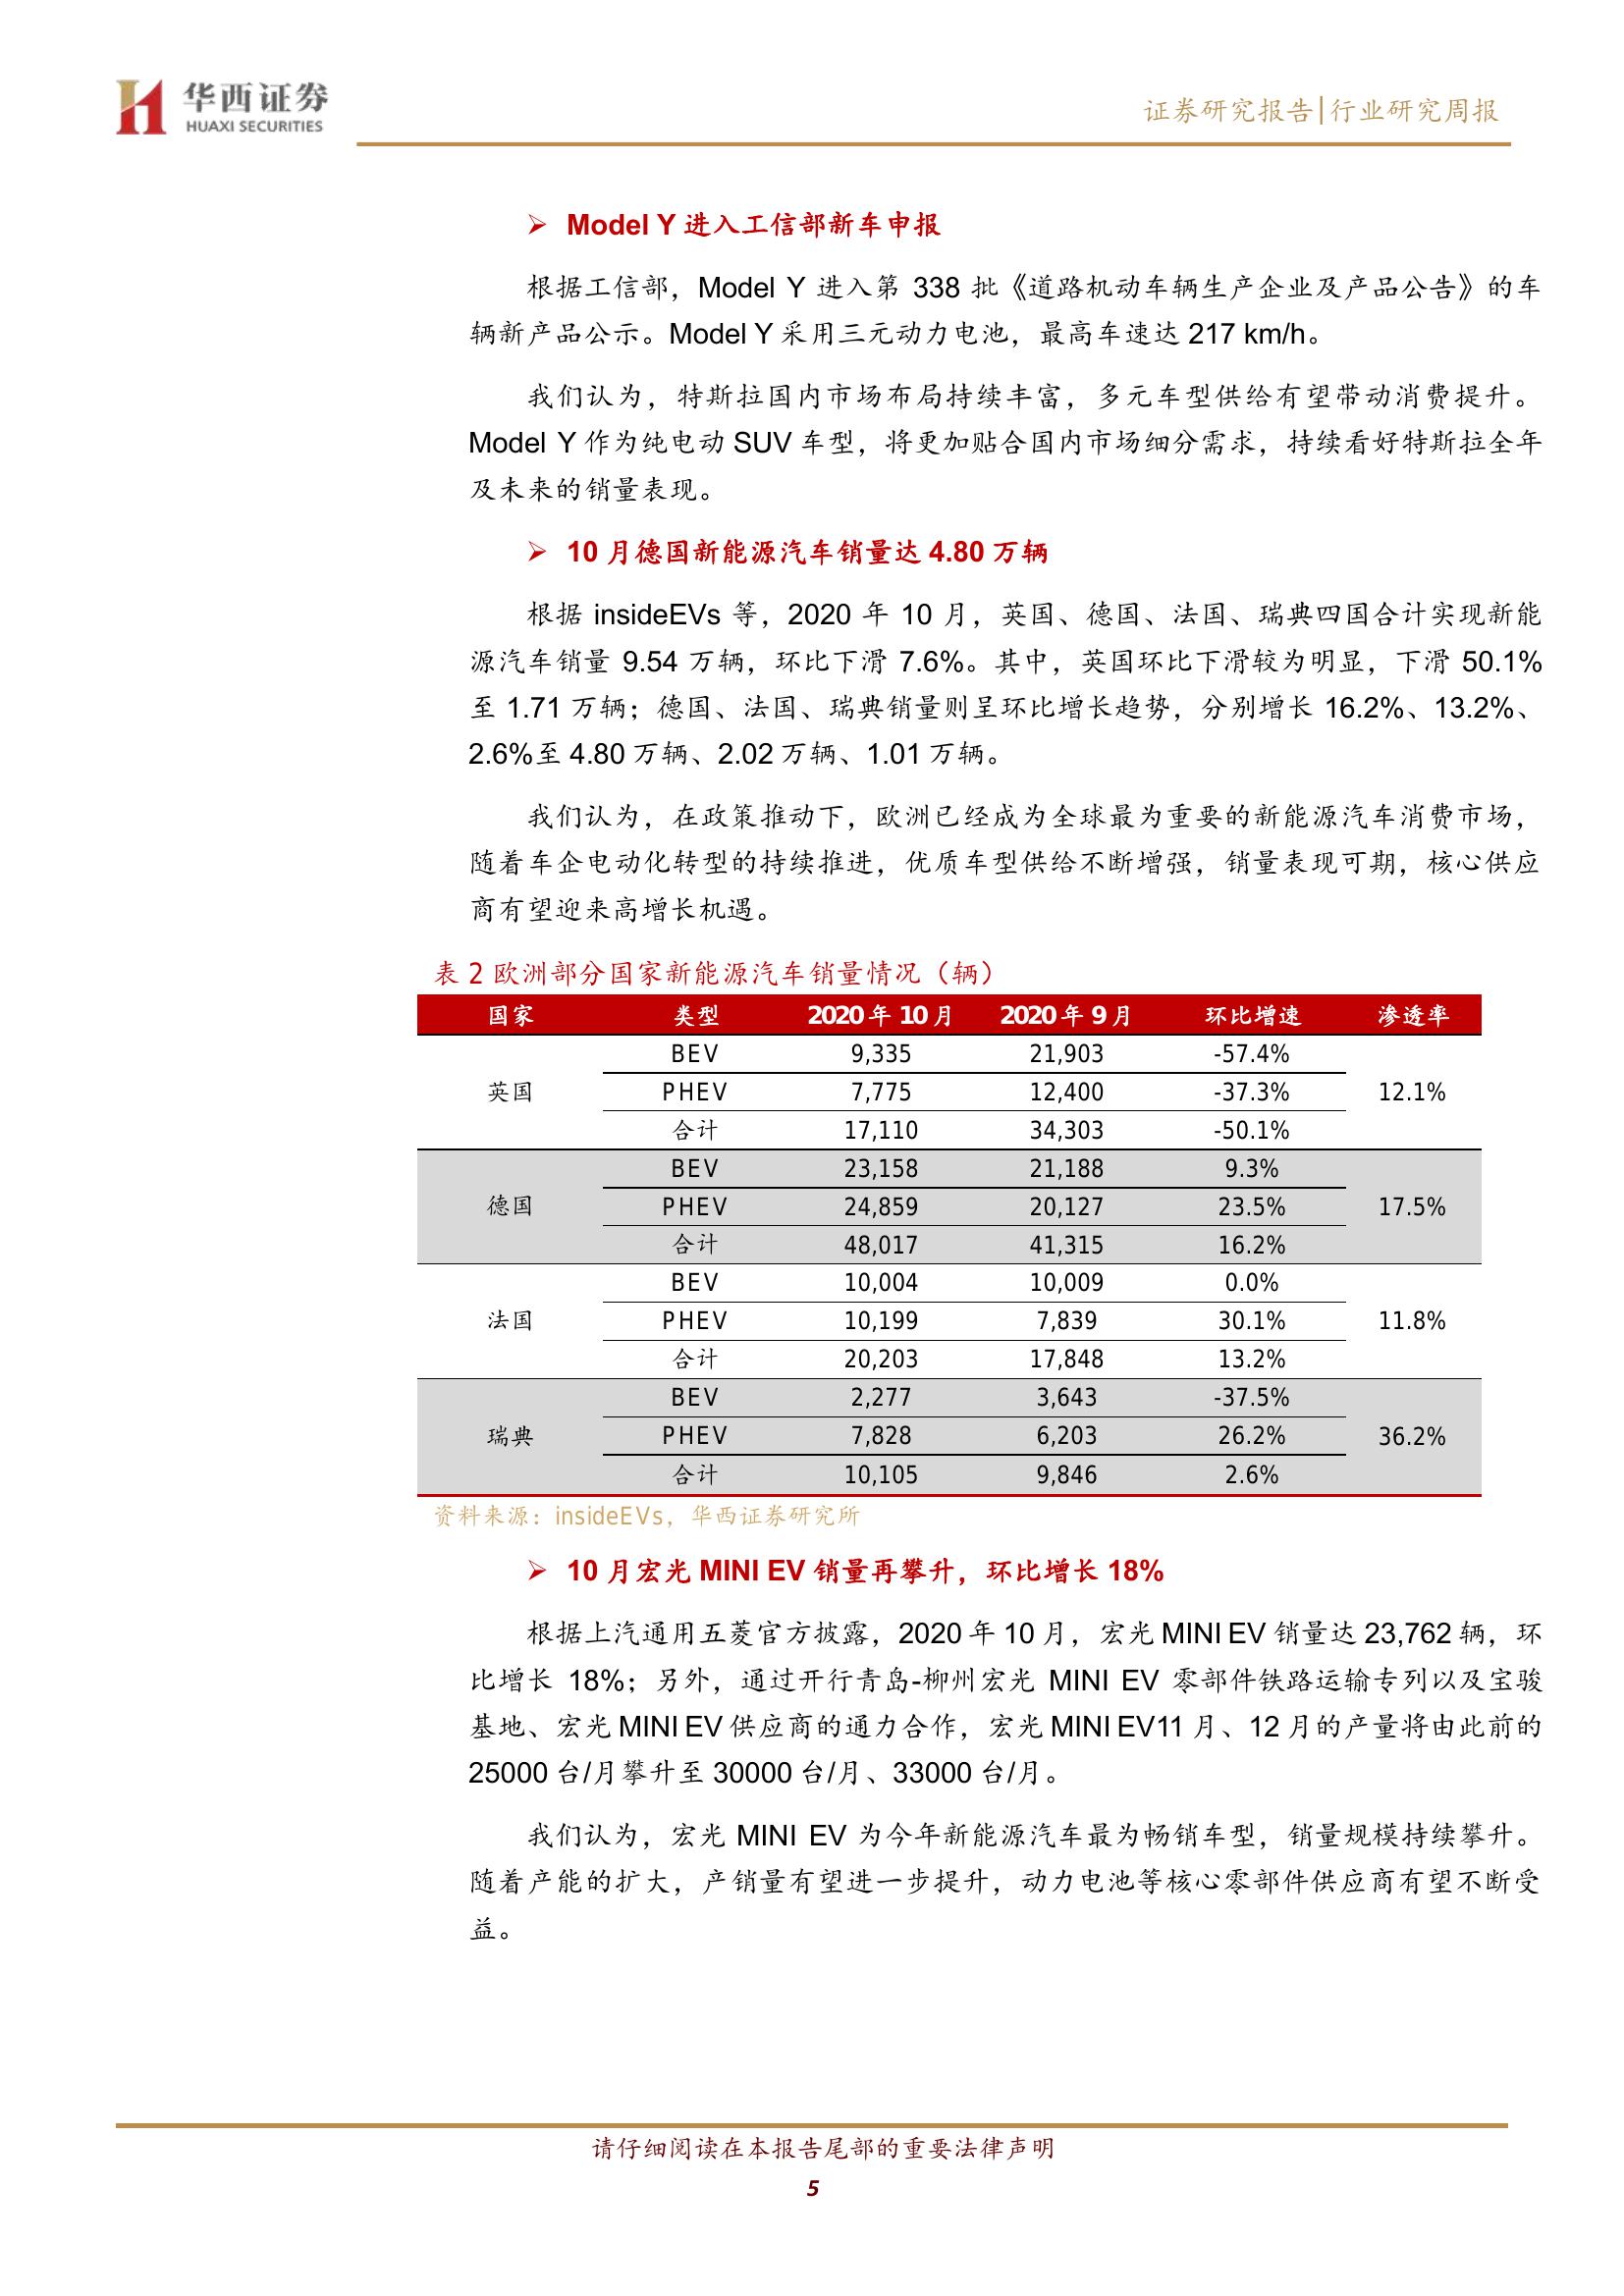 华西证券
HUAXI SECURITIES
证券研究报告|行业研究周报
➢ Model Y 进入工信部新车申报
根据工信部，Model Y 进入第 338 批《道路机动车辆生产企业及产品公告》的车
辆新产品公示。Model Y 采用三元动力电池，最高车速达 217 km/h。
我们认为，特斯拉国内市场布局持续丰富，多元车型供给有望带动消费提升。
Model Y 作为纯电动 SUV 车型，将更加贴合国内市场细分需求，持续看好特斯拉全年
及未来的销量表现。
➢ 10 月德国新能源汽车销量达 4.80 万辆
根据 insideEVs 等，2020 年 10 月，英国、德国、法国、瑞典四国合计实现新能
源汽车销量 9.54 万辆，环比下滑 7.6%。其中，英国环比下滑较为明显，下滑 50.1%
至 1.71 万辆；德国、法国、瑞典销量则呈环比增长趋势，分别增长 16.2%、13.2%、
2.6%至 4.80 万辆、2.02 万辆、1.01 万辆。
我们认为，在政策推动下，欧洲已经成为全球最为重要的新能源汽车消费市场，
随着车企电动化转型的持续推进，优质车型供给不断增强，销量表现可期，核心供应
商有望迎来高增长机遇。
表 2 欧洲部分国家新能源汽车销量情况（辆）
国家 类型 2020 年 10 月 2020 年 9 月 环比增速 渗透率
BEV 9,335 21,903 -57.4%
英国 PHEV 7,775 12,400 -37.3% 12.1%
合计 17,110 34,303 -50.1%
BEV 23,158 21,188 9.3%
德国 PHEV 24,859 20,127 23.5% 17.5%
合计 48,017 41,315 16.2%
BEV 10,004 10,009 0.0%
法国 PHEV 10,199 7,839 30.1% 11.8%
合计 20,203 17,848 13.2%
BEV 2,277 3,643 -37.5%
瑞典 PHEV 7,828 6,203 26.2% 36.2%
合计 10,105 9,846 2.6%
资料来源：insideEVs，华西证券研究所
➢ 10 月宏光 MINI EV 销量再攀升，环比增长 18%
根据上汽通用五菱官方披露，2020 年 10 月，宏光 MINI EV 销量达 23,762 辆，环
比增长 18%；另外，通过开行青岛-柳州宏光 MINI EV 零部件铁路运输专列以及宝骏
基地、宏光 MINI EV 供应商的通力合作，宏光 MINI EV11 月、12 月的产量将由此前的
25000 台/月攀升至 30000 台/月、33000 台/月。
我们认为，宏光 MINI EV 为今年新能源汽车最为畅销车型，销量规模持续攀升。
随着产能的扩大，产销量有望进一步提升，动力电池等核心零部件供应商有望不断受
益。
请仔细阅读在本报告尾部的重要法律声明
5